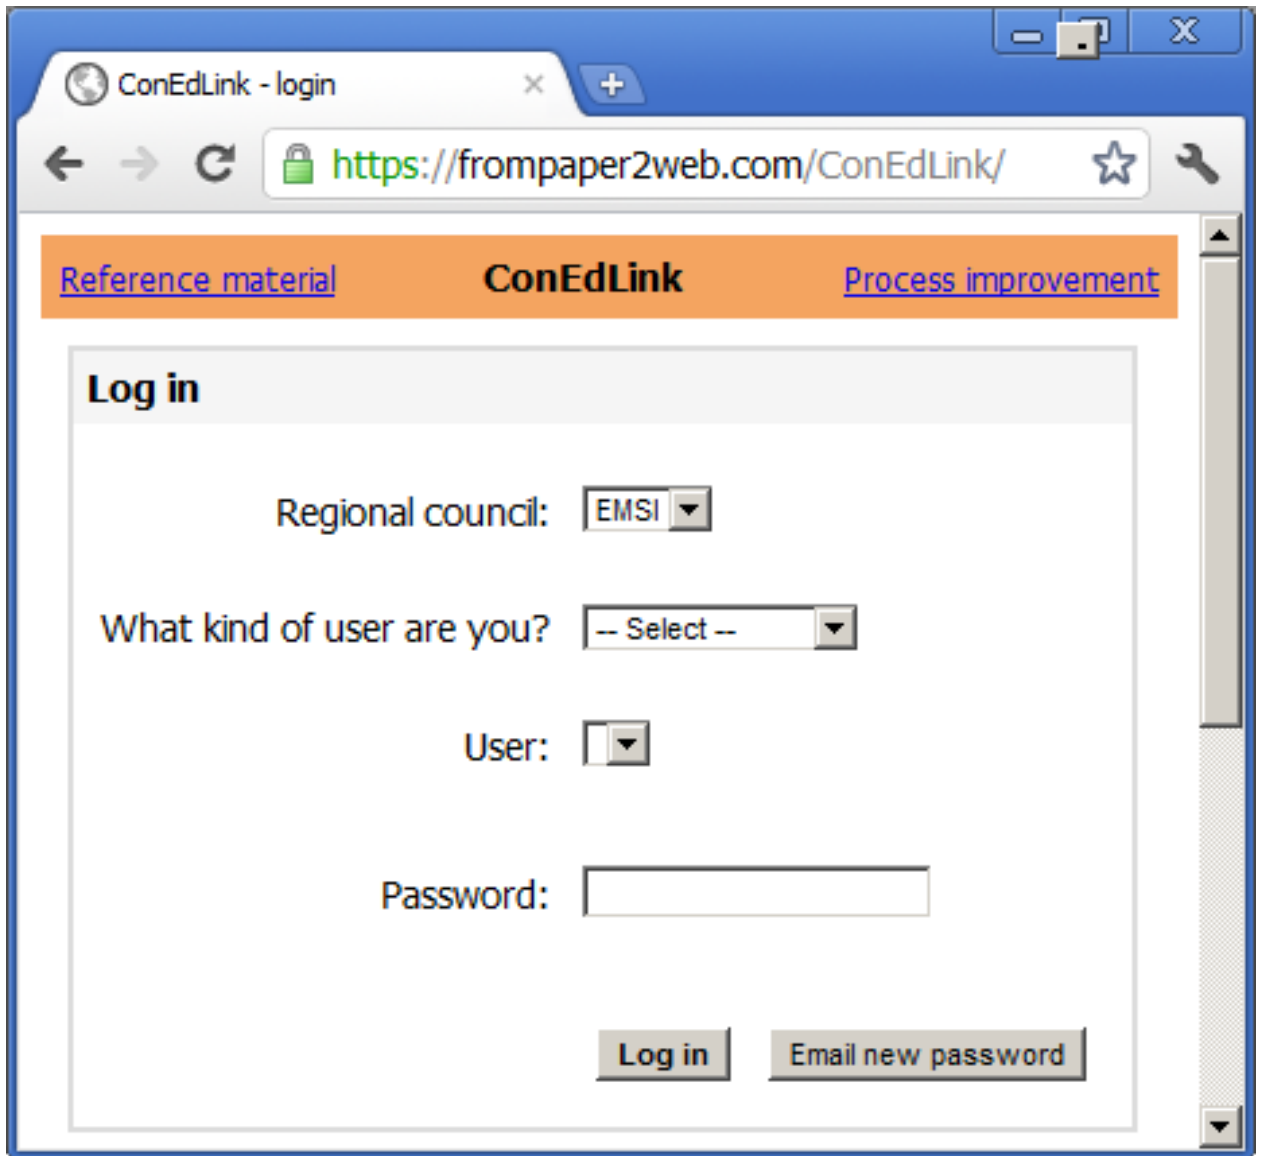 ConEdLink - login
https://frompaper2web.com/ConEdLink/
Reference material ConEdLink Process improvement
Log in
Regional council: EMSI
What kind of user are you? -- Select --
User:
Password:
Log in Email new password